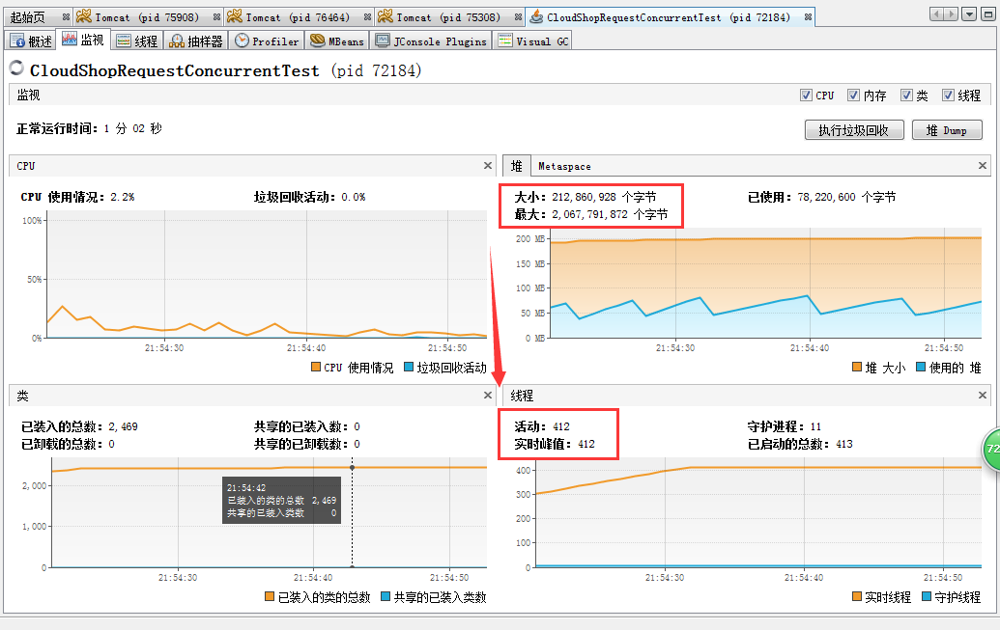 起始页 Tomcat (pid 75908) Tomcat (pid 76464) Tomcat (pid 75308) CloudShopRequestConcurrentTest (pid 72184)
概述 监视 线程 抽样器 Profiler MBeans JConsole Plugins Visual GC
CloudShopRequestConcurrentTest (pid 72184)
监视 CPU 内存 类 线程
正常运行时间: 1 分 02 秒 执行垃圾回收 堆 Dump
CPU
CPU 使用情况: 2.2% 垃圾回收活动: 0.0%
100%
50%
0%
21:54:30 21:54:40 21:54:50
CPU 使用情况 垃圾回收活动
堆 Metaspace
大小: 212,860,928 个字节 已使用: 78,220,600 个字节
最大: 2,067,791,872 个字节
200 MB
150 MB
100 MB
50 MB
0 MB
21:54:30 21:54:40 21:54:50
堆 大小 使用的 堆
类
已装入的总数: 2,469 共享的已装入数: 0
已卸载的总数: 0 共享的已卸载数: 0
2,000
1,000
0
21:54:42
已装入的类的总数 2,469
共享的已装入类数 0
21:54:30 21:54:40 21:54:50
已装入的类的总数 共享的已装入类数
线程
活动: 412 守护进程: 11
实时峰值: 412 已启动的总数: 413
400
300
200
100
0
21:54:30 21:54:40 21:54:50
实时线程 守护线程
72